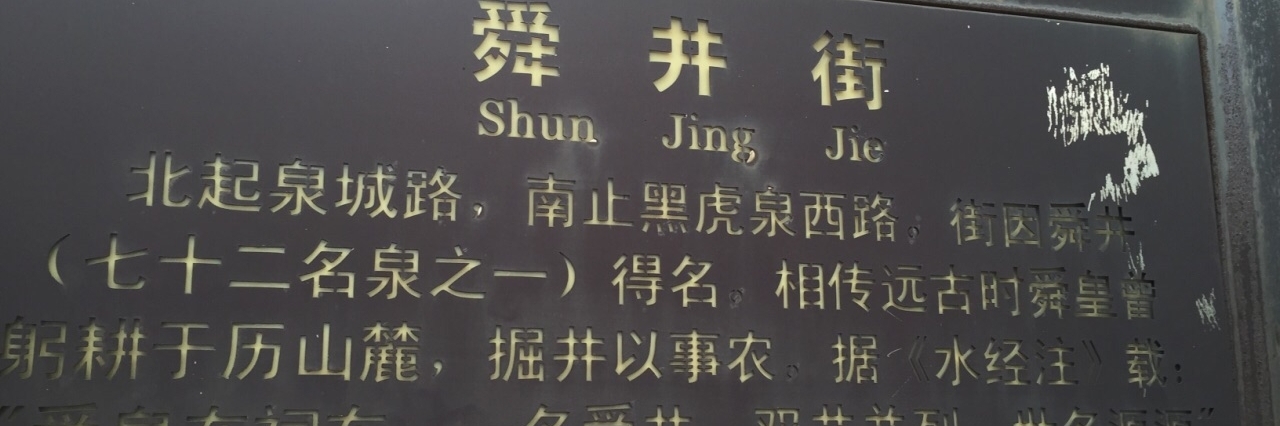 舜井街
Shun Jing Jie
北起泉城路，南止黑虎泉西路。街因舜井
（七十二名泉之一）得名。相传远古时舜皇曾
躬耕于历山麓，掘井以事农。据《水经注》载：